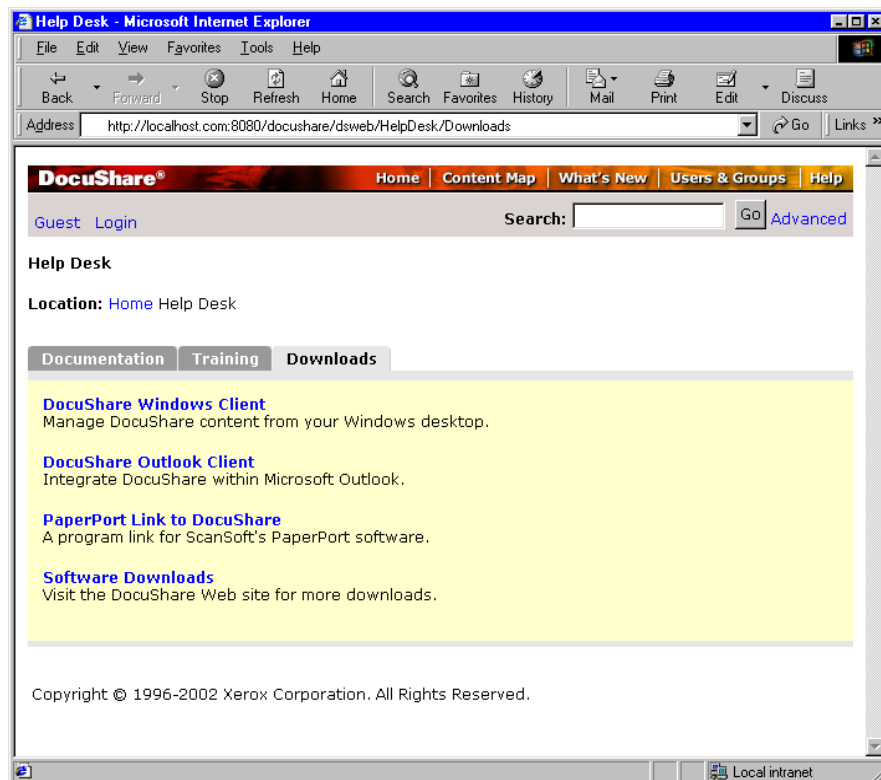 Help Desk - Microsoft Internet Explorer
File Edit View Favorites Tools Help
Back Forward Stop Refresh Home Search Favorites History Mail Print Edit Discuss
Address http://localhost.com:8080/docushare/dsweb/HelpDesk/Downloads Go Links »
DocuShare® Home Content Map What's New Users & Groups Help
Guest Login Search: Go Advanced
Help Desk
Location: Home Help Desk
Documentation Training Downloads
DocuShare Windows Client
Manage DocuShare content from your Windows desktop.
DocuShare Outlook Client
Integrate DocuShare within Microsoft Outlook.
PaperPort Link to DocuShare
A program link for ScanSoft's PaperPort software.
Software Downloads
Visit the DocuShare Web site for more downloads.
Copyright © 1996-2002 Xerox Corporation. All Rights Reserved.
Local intranet